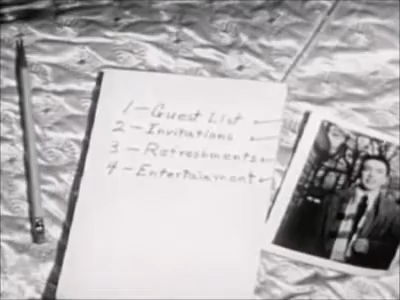 1 - Guest List
2 - Invitations
3 - Refreshments
4 - Entertainment